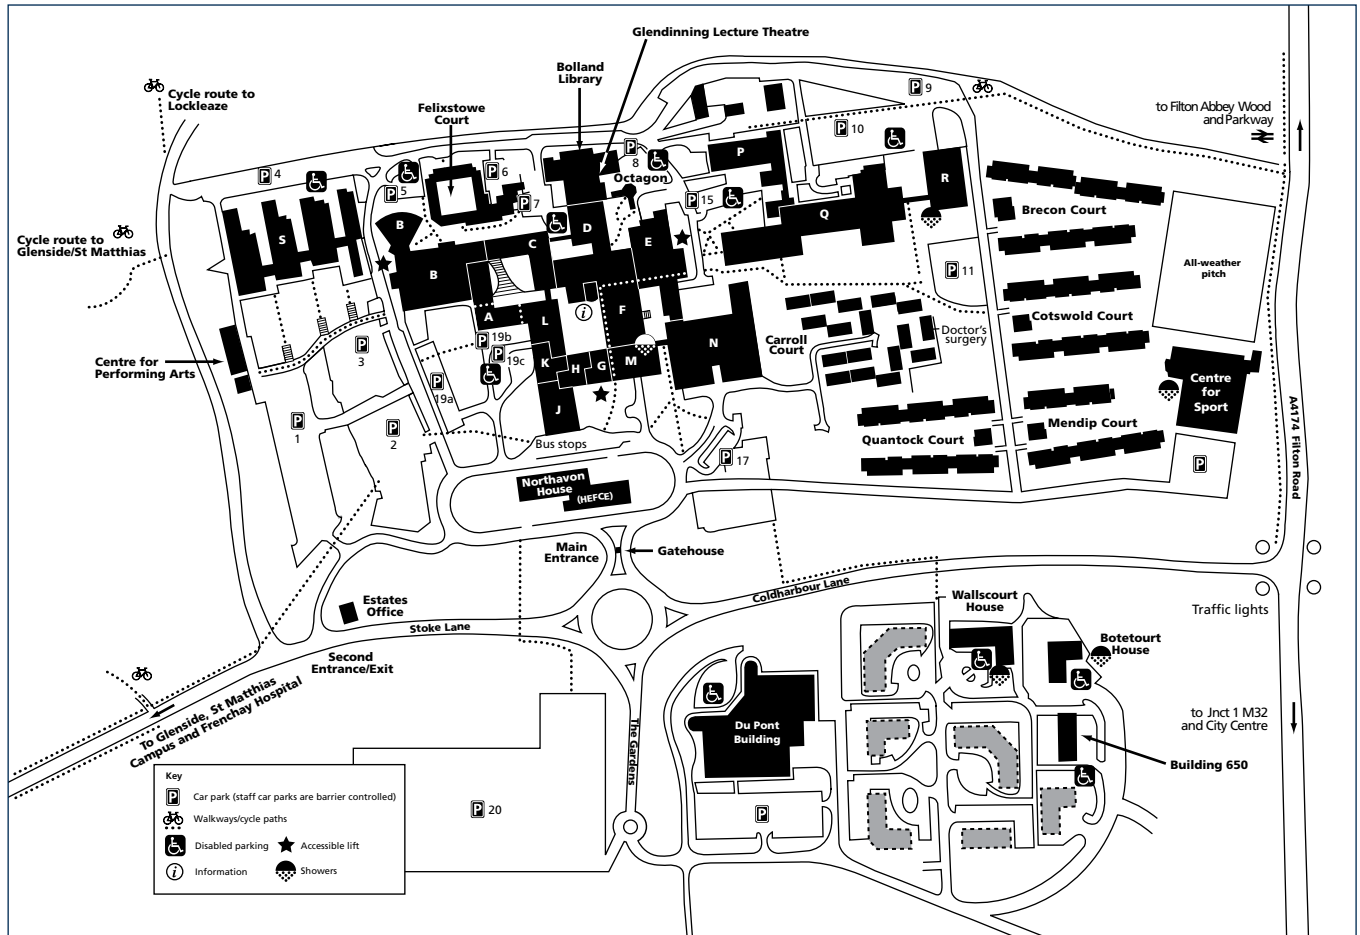 Glendinning Lecture Theatre
Bolland
Library
Felixstowe
Court
Cycle route to
Lockleaze
to Filton Abbey Wood
and Parkway
P 9
P 10
P 4
P 5
P 6
P 7
P
8
Octagon
P 15
P
R
S
B
Q
Brecon Court
Cycle route to
Glenside/St Matthias
C
D
E
B
P 11
All-weather
pitch
i
A
L
F
N
Cotswold Court
Carroll
Court
Doctor's
surgery
P 19b
P 19c
K
H
G
M
Centre for
Performing Arts
P
3
P
19a
J
Centre
for
Sport
P
1
P
2
Bus stops
Quantock Court
Mendip Court
A4174 Filton Road
P 17
P
Northavon
House
(HEFCE)
Main
Entrance
Gatehouse
Coldharbour Lane
Estates
Office
Stoke Lane
Second
Entrance/Exit
Wallscourt
House
Traffic lights
Botetourt
House
To Glenside, St Matthias
Campus and Frenchay Hospital
The Gardens
Du Pont
Building
to Jnct 1 M32
and City Centre
Building 650
P 20
P
Key
P Car park (staff car parks are barrier controlled)
Walkways/cycle paths
Disabled parking
Accessible lift
i Information
Showers